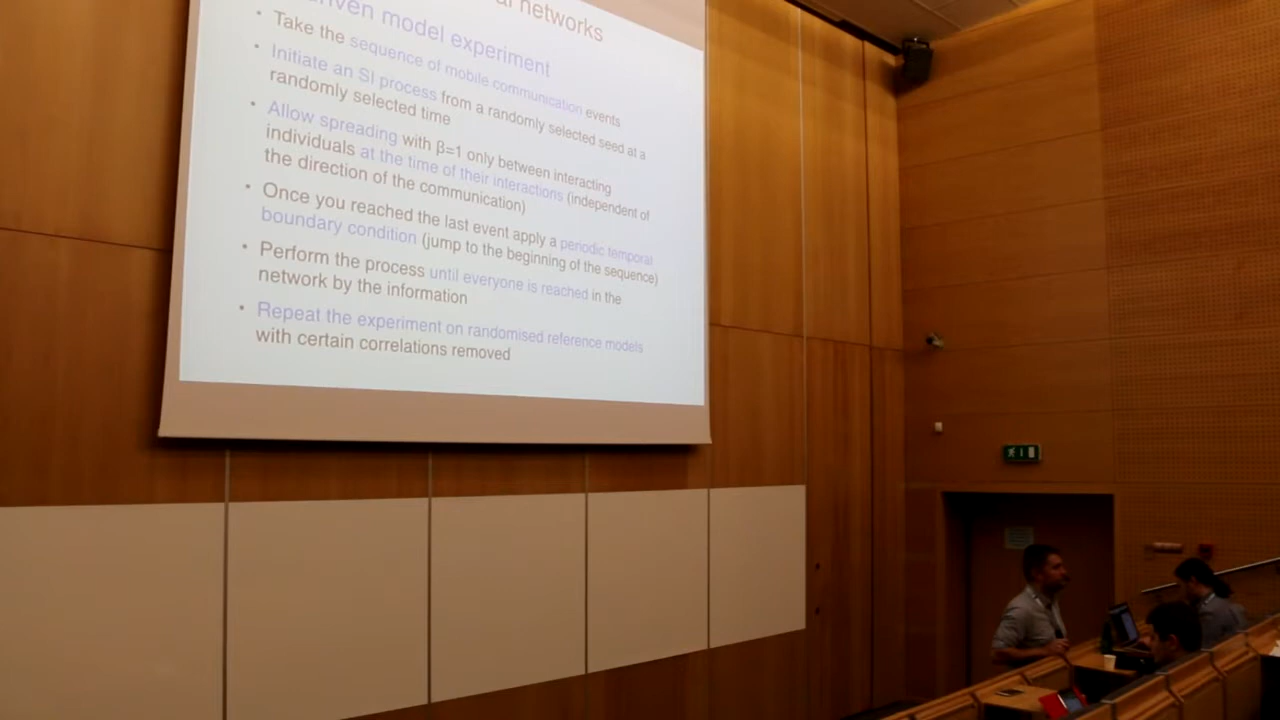 networks
model experiment
• Take the sequence of mobile communication events
• Initiate an SI process from a randomly selected seed at a
randomly selected time
• Allow spreading with β=1 only between interacting
individuals at the time of their interactions (independent of
the direction of the communication)
• Once you reached the last event apply a periodic temporal
boundary condition (jump to the beginning of the sequence)
• Perform the process until everyone is reached in the
network by the information
• Repeat the experiment on randomised reference models
with certain correlations removed